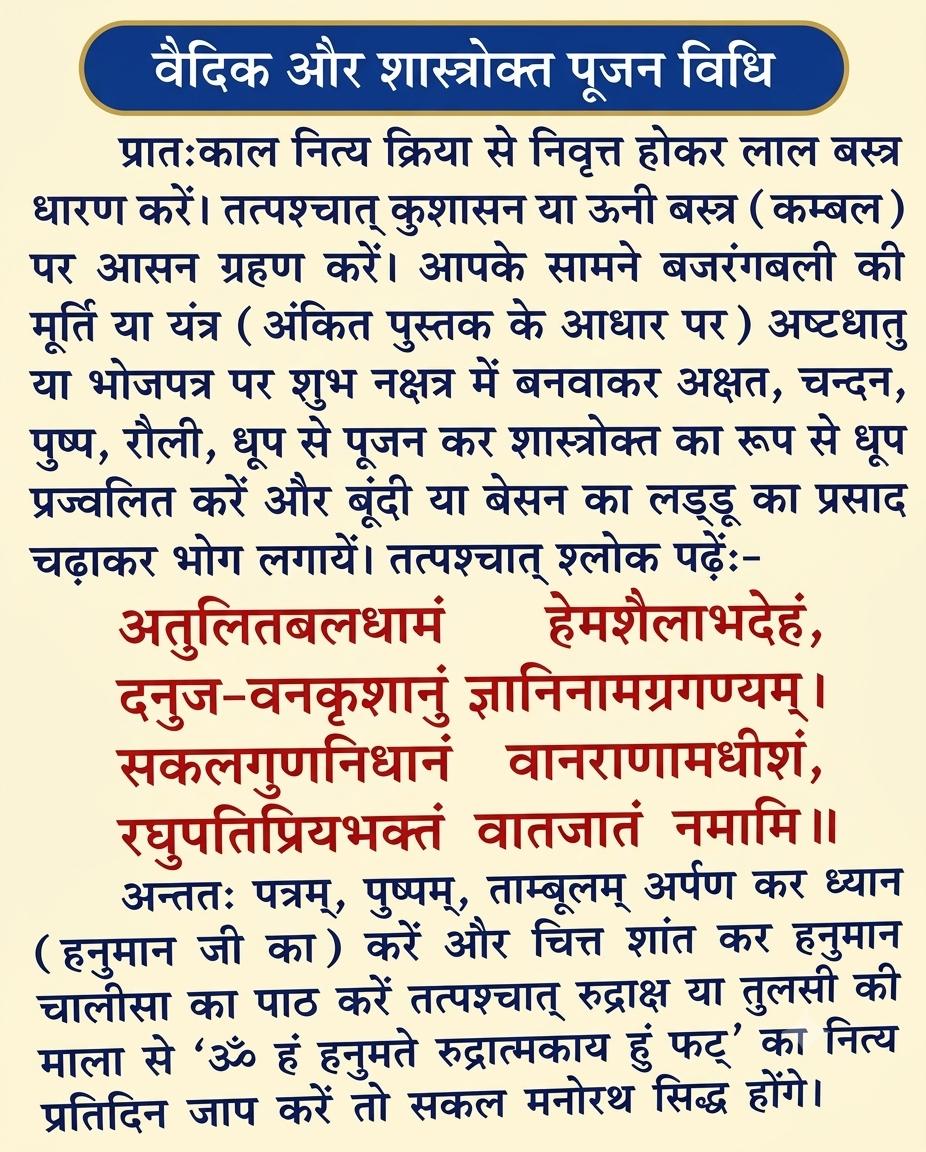 वैदिक और शास्त्रोक्त पूजन विधि
प्रातःकाल नित्य क्रिया से निवृत्त होकर लाल बस्त्र
धारण करें। तत्पश्चात् कुशासन या ऊनी बस्त्र (कम्बल)
पर आसन ग्रहण करें। आपके सामने बजरंगबली की
मूर्ति या यंत्र (अंकित पुस्तक के आधार पर) अष्टधातु
या भोजपत्र पर शुभ नक्षत्र में बनवाकर अक्षत, चन्दन,
पुष्प, रौली, धूप से पूजन कर शास्त्रोक्त का रूप से धूप
प्रज्वलित करें और बूंदी या बेसन का लड्डू का प्रसाद
चढ़ाकर भोग लगायें। तत्पश्चात् श्लोक पढ़ें:-
अतुलितबलधामं हेमशैलाभदेहं,
दनुज-वनकृशानुं ज्ञानिनामग्रगण्यम्।
सकलगुणनिधानं वानराणामधीशं,
रघुपतिप्रियभक्तं वातजातं नमामि॥
अन्ततः पत्रम्, पुष्पम्, ताम्बूलम् अर्पण कर ध्यान
(हनुमान जी का) करें और चित्त शांत कर हनुमान
चालीसा का पाठ करें तत्पश्चात् रुद्राक्ष या तुलसी की
माला से ‘ॐ हं हनुमते रुद्रात्मकाय हुं फट्’ का नित्य
प्रतिदिन जाप करें तो सकल मनोरथ सिद्ध होंगे।